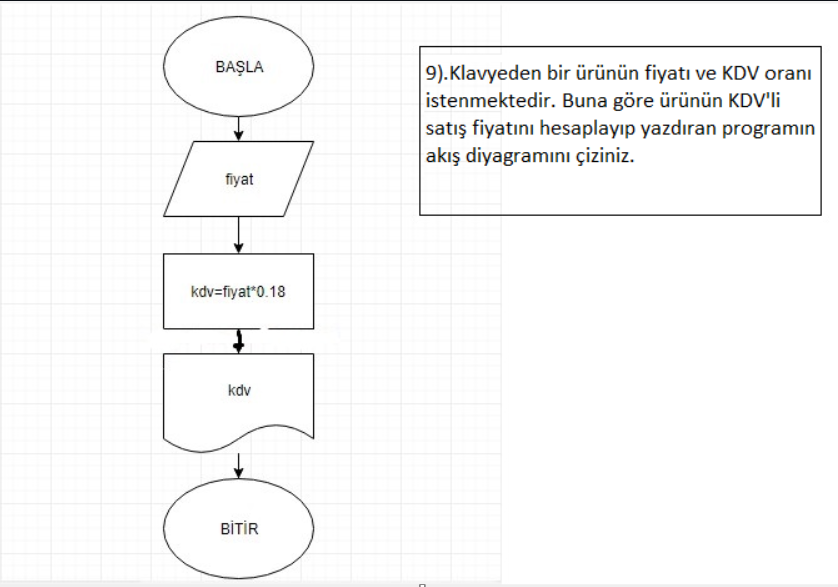 BAŞLA
fiyat
kdv=fiyat*0.18
kdv
BİTİR
9).Klavyeden bir ürünün fiyatı ve KDV oranı
istenmektedir. Buna göre ürünün KDV'li
satış fiyatını hesaplayıp yazdıran programın
akış diyagramını çiziniz.